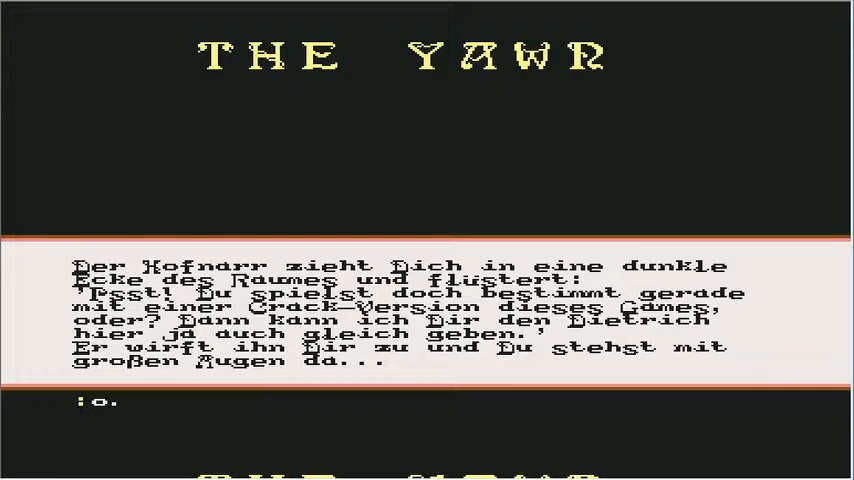 THE YAWN
Der Hofnarr zieht Dich in eine dunkle
Ecke des Raumes und flüstert:
'Psst! Du spielst doch bestimmt gerade
mit einer Crack-Version dieses Games,
oder? Dann kann ich Dir den Dietrich
hier ja auch gleich geben.'
Er wirft ihn Dir zu und Du stehst mit
großen Augen da...
:o.